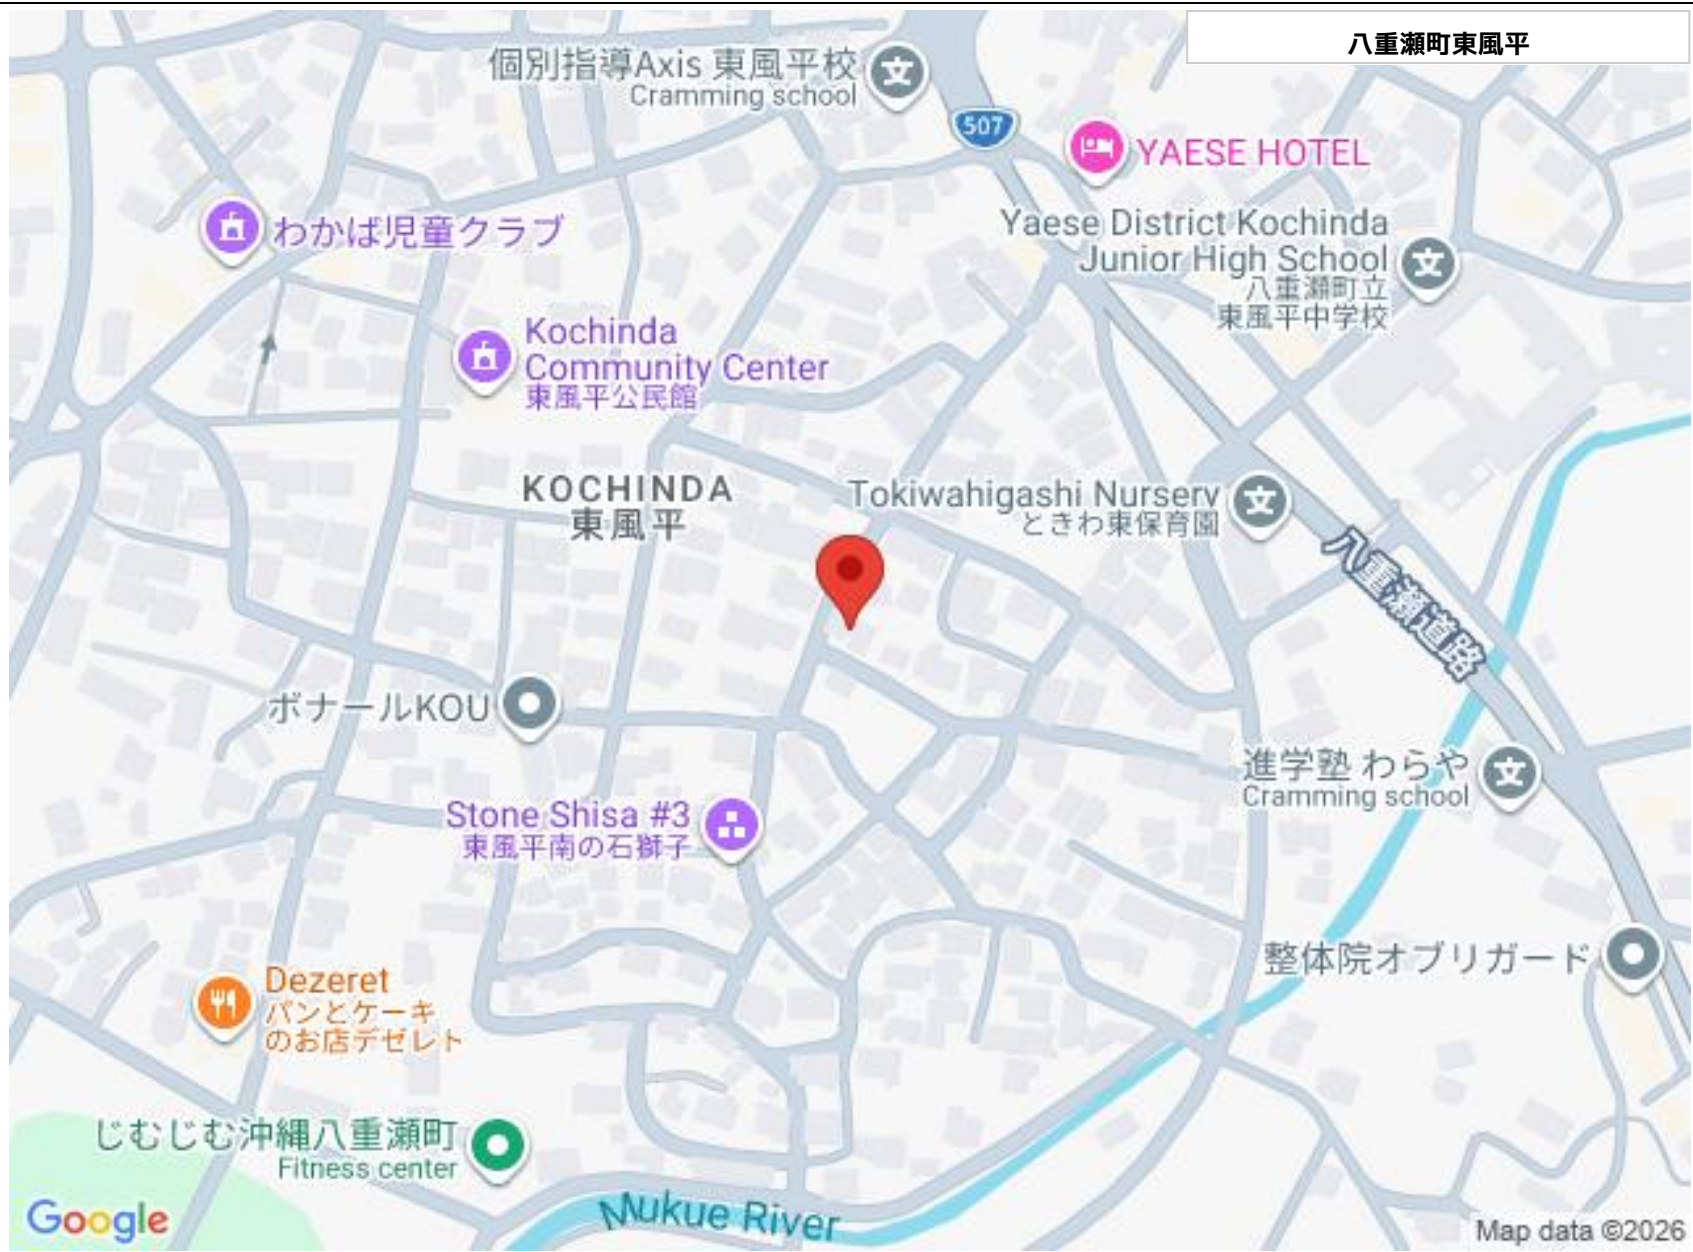 八重瀬町東風平
個別指導Axis 東風平校
Cramming school
507
YAESE HOTEL
わかば児童クラブ
Yaese District Kochinda
Junior High School
八重瀬町立
東風平中学校
Kochinda
Community Center
東風平公民館
KOCHINDA
東風平
Tokiwahigashi Nursery
ときわ東保育園
八重瀬道路
ボナールKOU
進学塾 わらや
Cramming school
Stone Shisa #3
東風平南の石獅子
整体院オブリガード
Dezeret
パンとケーキ
のお店デゼレト
じむじむ沖縄八重瀬町
Fitness center
Mukue River
Google
Map data ©2026